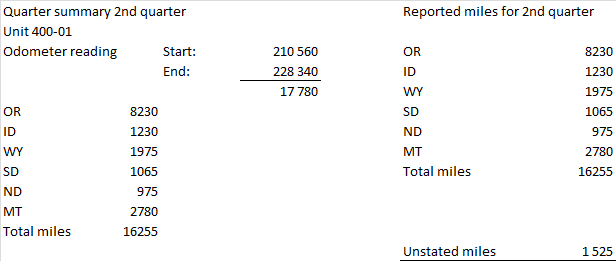 Quarter summary 2nd quarter
Unit 400-01
Odometer reading Start: 210 560
End: 228 340
17 780
OR 8230
ID 1230
WY 1975
SD 1065
ND 975
MT 2780
Total miles 16255
Reported miles for 2nd quarter
OR 8230
ID 1230
WY 1975
SD 1065
ND 975
MT 2780
Total miles 16255
Unstated miles 1 525